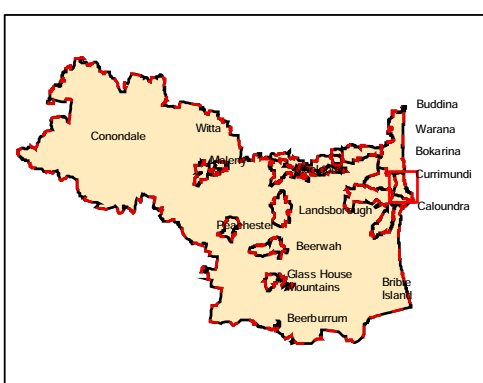 Buddina
Warana
Witta
Conondale
Bokarina
Maleny
Currimundi
Caloundra
Landsborough
Peachester
Beerwah
Glass House
Mountains
Bribie
Island
Beerburrum